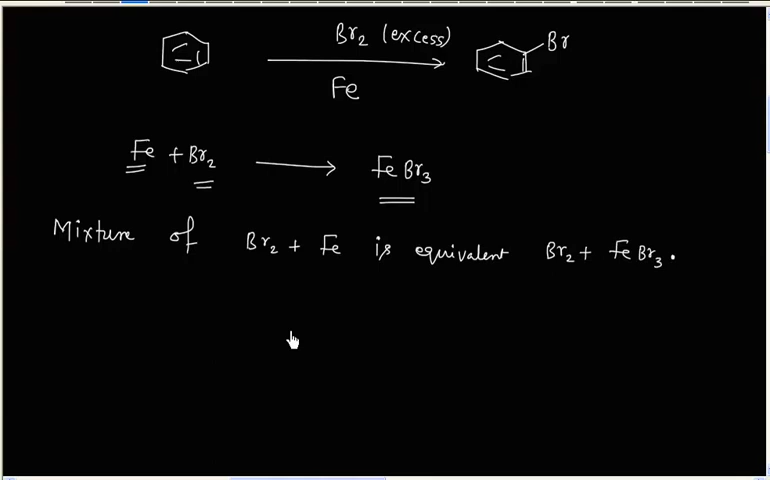 Br2 (excess)
Br
Fe
Fe + Br2 → FeBr3
Mixture of Br2 + Fe is equivalent Br2 + FeBr3.